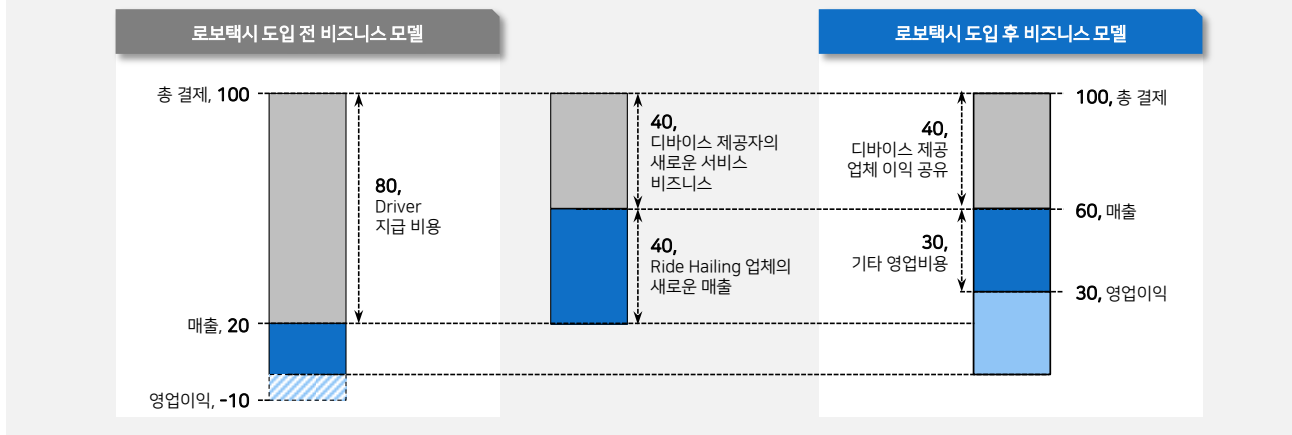 로보택시 도입 전 비즈니스 모델
총 결제, 100
80,
Driver
지급 비용
매출, 20
영업이익, -10
40,
디바이스 제공자의
새로운 서비스
비즈니스
40,
Ride Hailing 업체의
새로운 매출
로보택시 도입 후 비즈니스 모델
40,
디바이스 제공
업체 이익 공유
30,
기타 영업비용
100, 총 결제
60, 매출
30, 영업이익